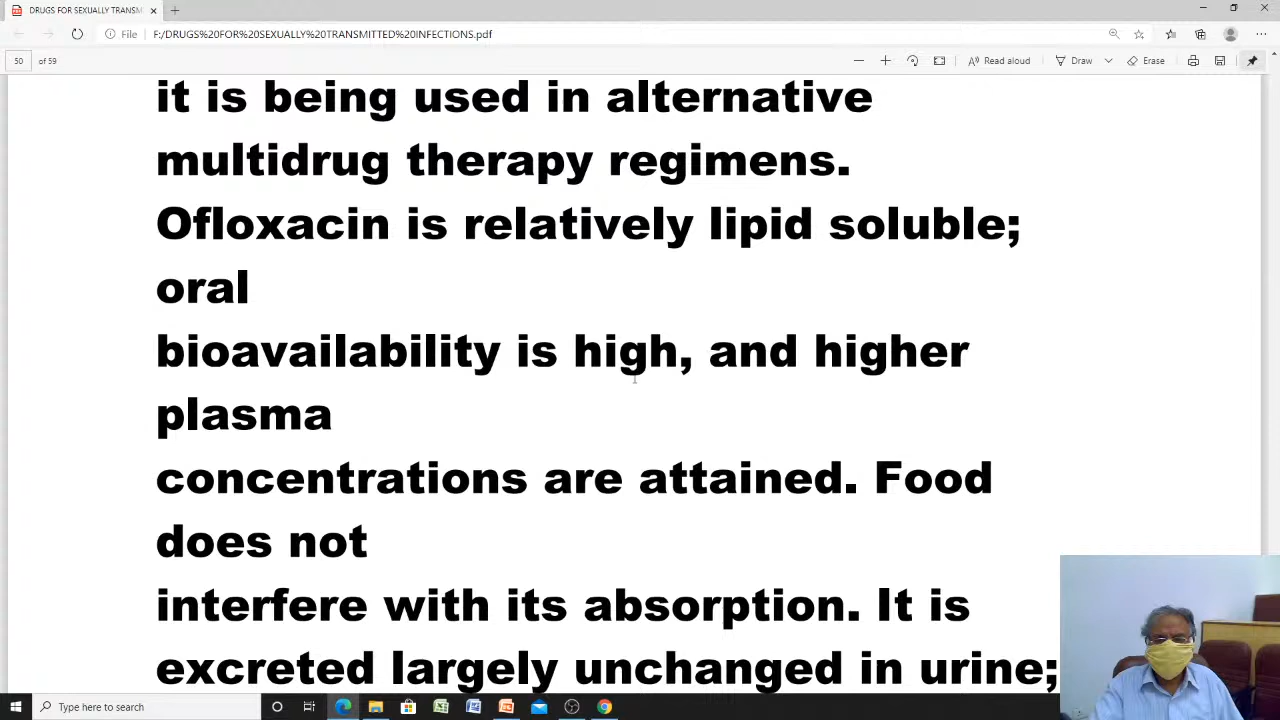 DRUGS FOR SEXUALLY TRANSM
File F:/DRUGS%20FOR%20SEXUALLY%20TRANSMITTED%20INFECTIONS.pdf
50 of 59 Read aloud Draw Erase
it is being used in alternative
multidrug therapy regimens.
Ofloxacin is relatively lipid soluble;
oral
bioavailability is high, and higher
plasma
concentrations are attained. Food
does not
interfere with its absorption. It is
excreted largely unchanged in urine;
Type here to search